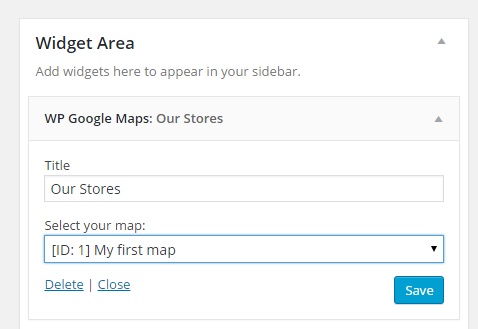 Widget Area
Add widgets here to appear in your sidebar.
WP Google Maps: Our Stores
Title
Our Stores
Select your map:
[ID: 1] My first map
Delete | Close
Save